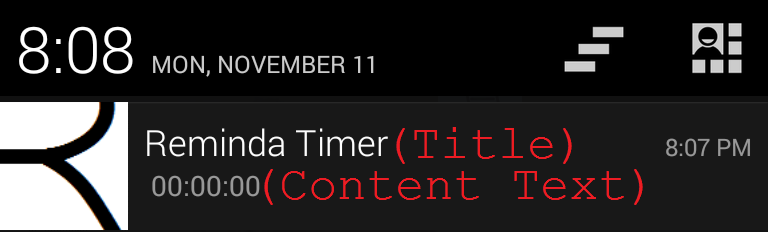 8:08 MON, NOVEMBER 11
Reminda Timer(Title) 8:07 PM
00:00:00(Content Text)